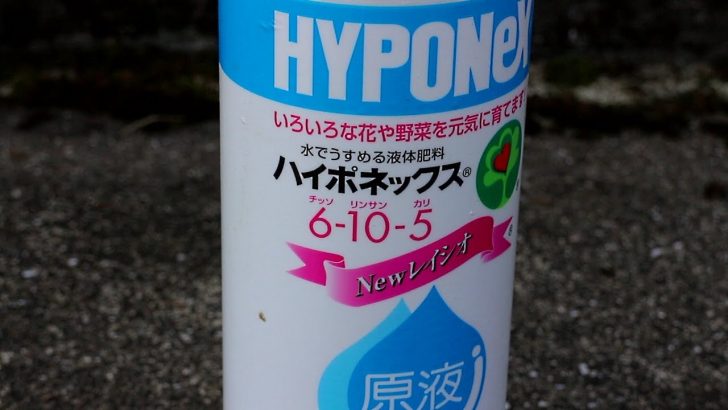 HYPONeX
いろいろな花や野菜を元気に育てます
水でうすめる液体肥料
ハイポネックス®
チッソ リンサン カリ
6-10-5
Newレイシオ
原液